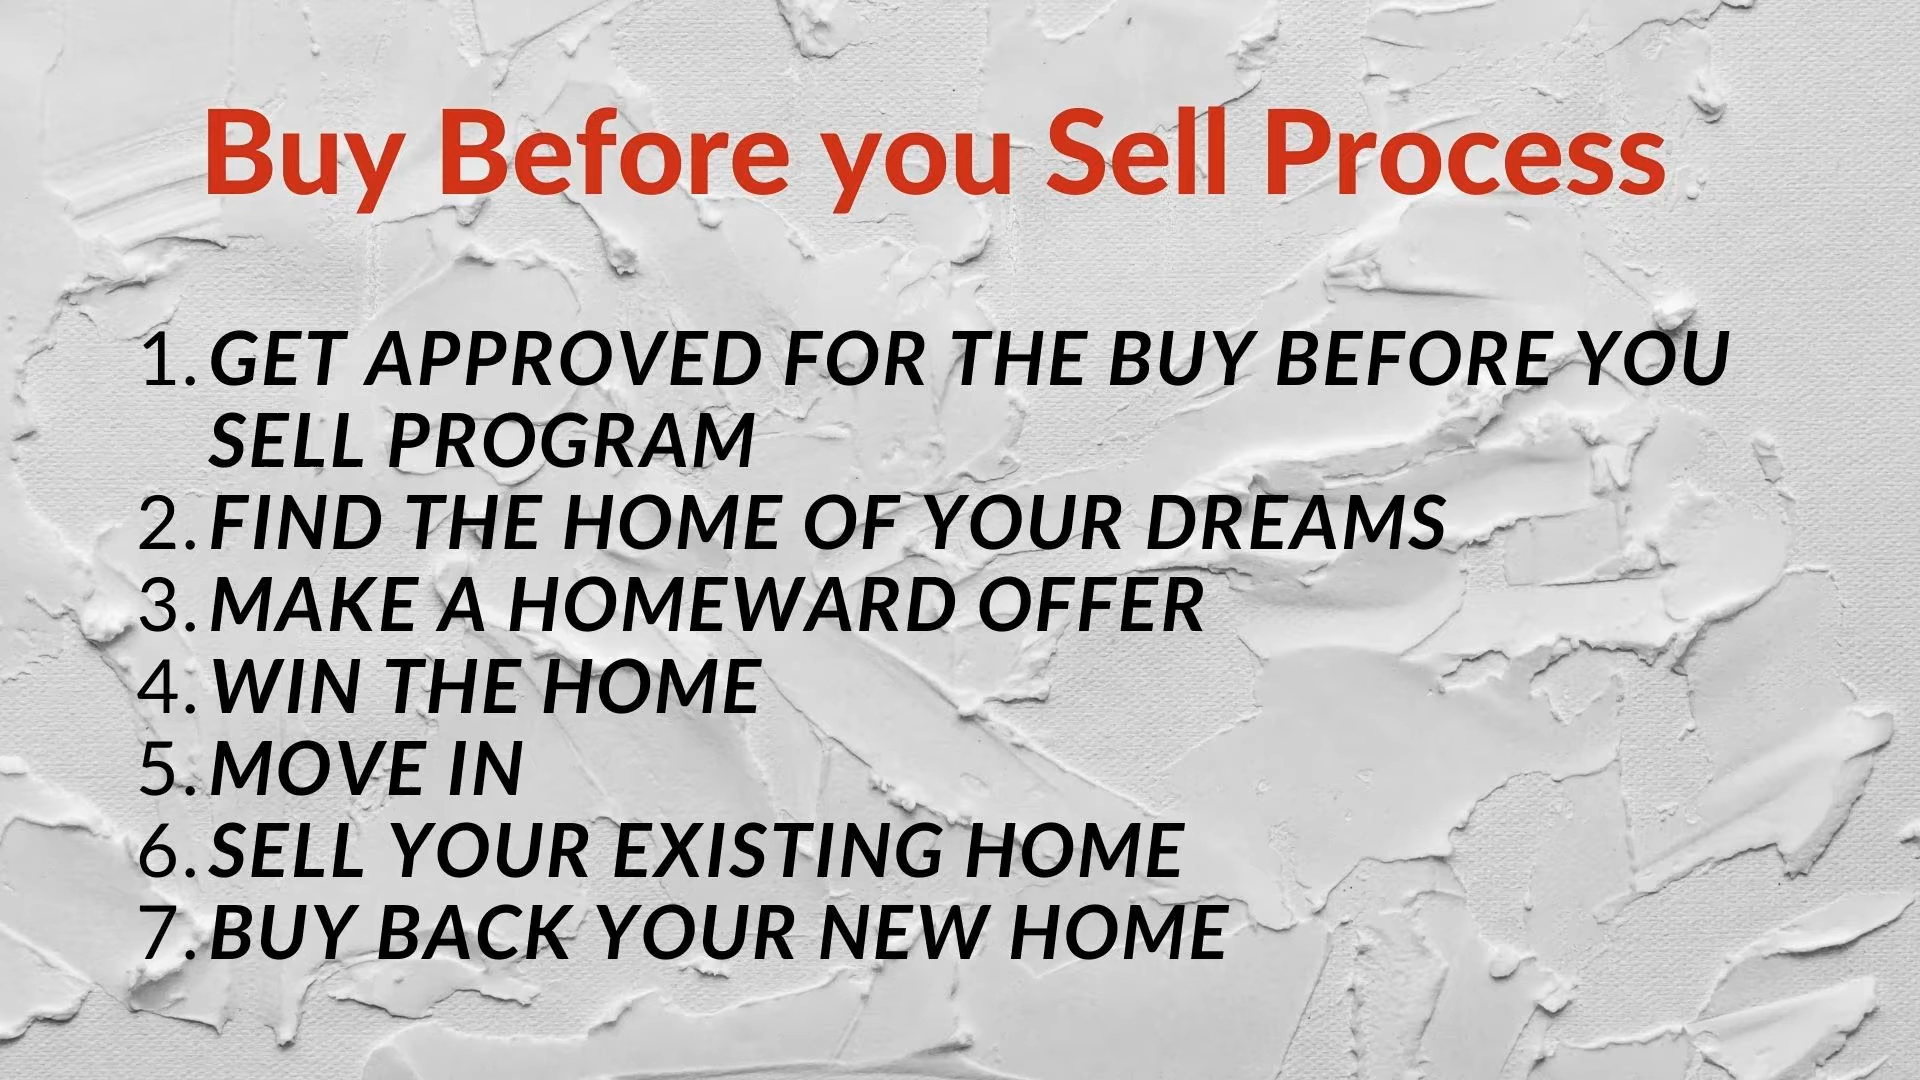 Buy Before you Sell Process
1. GET APPROVED FOR THE BUY BEFORE YOU
SELL PROGRAM
2. FIND THE HOME OF YOUR DREAMS
3. MAKE A HOMEWARD OFFER
4. WIN THE HOME
5. MOVE IN
6. SELL YOUR EXISTING HOME
7. BUY BACK YOUR NEW HOME